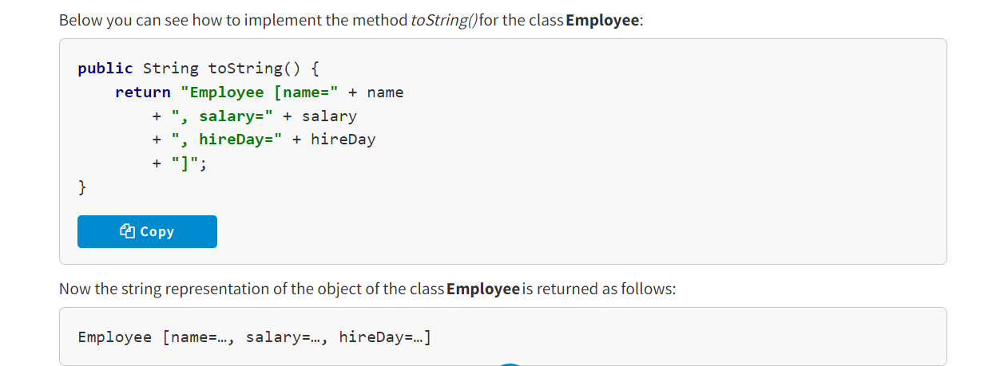 Below you can see how to implement the method toString()for the class Employee:
public String toString() {
    return "Employee [name=" + name
        + ", salary=" + salary
        + ", hireDay=" + hireDay
        + "]";
}
Copy
Now the string representation of the object of the class Employee is returned as follows:
Employee [name=…, salary=…, hireDay=…]